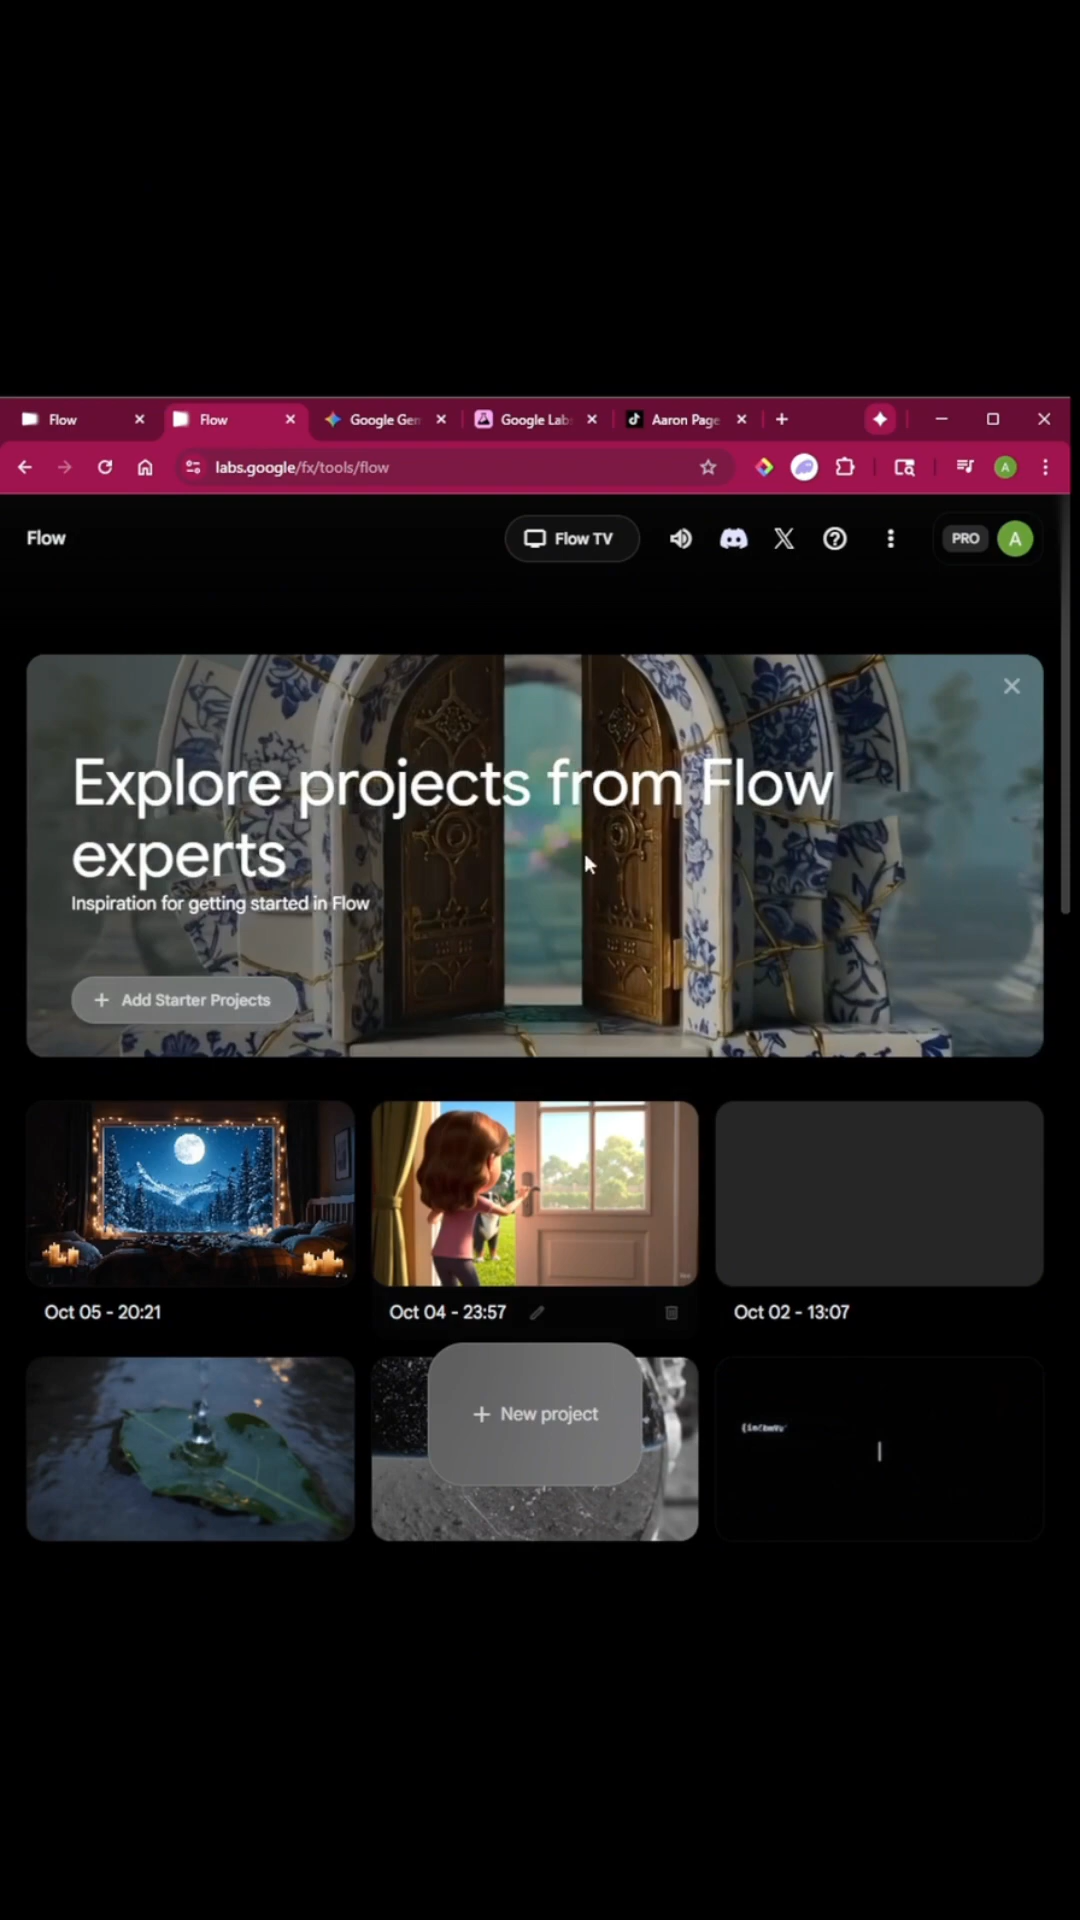 Flow
Flow
Google Gen
Google Lab
Aaron Page
labs.google/fx/tools/flow
A
Flow
Flow TV
PRO
A
Explore projects from Flow
experts
Inspiration for getting started in Flow
+ Add Starter Projects
Oct 05 - 20:21
Oct 04 - 23:57
Oct 02 - 13:07
+ New project